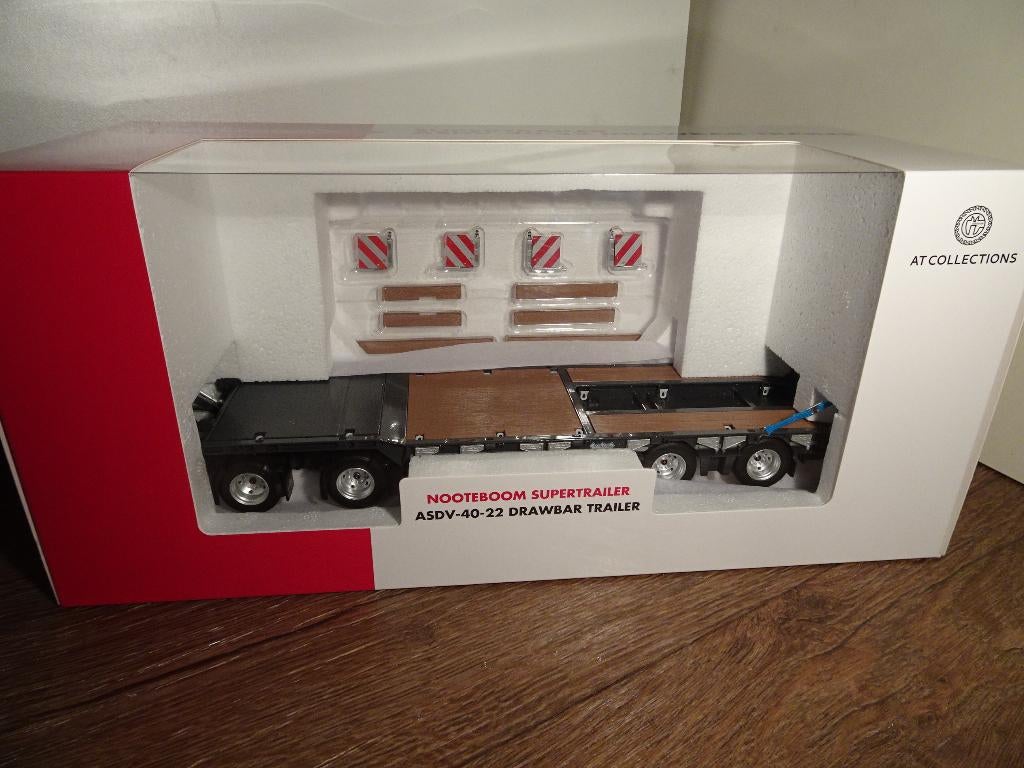 AT COLLECTIONS
NOOTEBOOM SUPERTRAILER
ASDV-40-22 DRAWBAR TRAILER